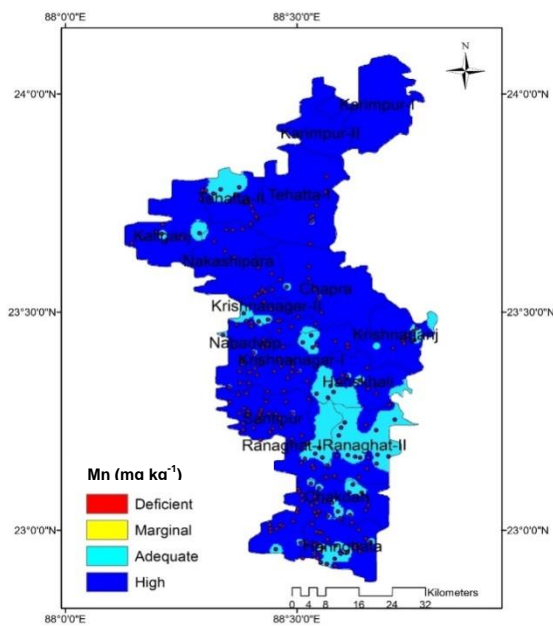 88°0'0"E 88°30'0"E
N
24°0'0"N 24°0'0"N
Karimpur-I
Karimpur-II
Tehatta-II Tehatta-I
Kaliganj
Nakashipara
Chapra
23°30'0"N 23°30'0"N
Krishnanagar-II
Krishnaganj
Nabadwip
Krishnanagar-I
Hanskhali
Santipur
Ranaghat-I Ranaghat-II
Mn (mg kg-1)
Deficient
Chakdah
Marginal
23°0'0"N 23°0'0"N
Adequate
Haringhata
High
Kilometers
0 4 8 16 24 32
88°0'0"E 88°30'0"E